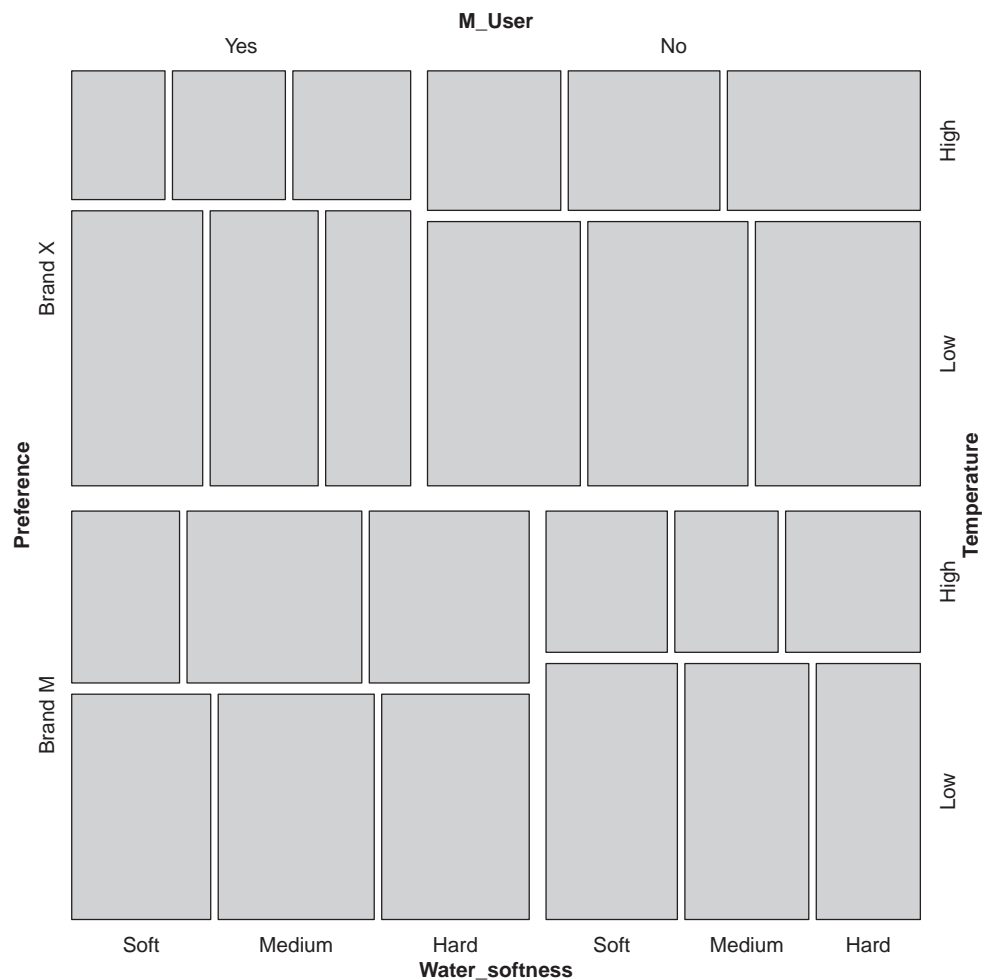 M_User
Yes No
High
Brand X
Low
Preference
Temperature
High
Brand M
Low
Soft Medium Hard Soft Medium Hard
Water_softness